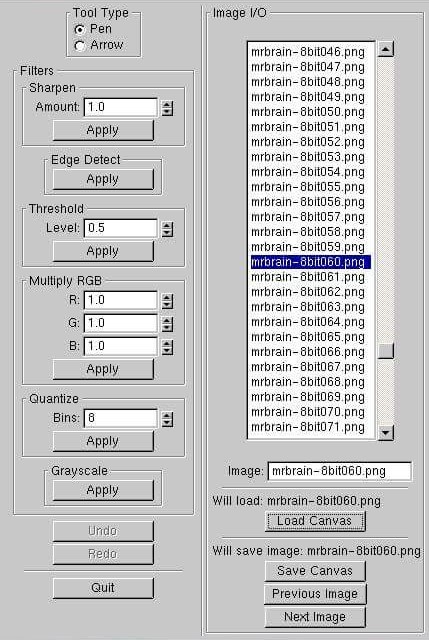 Tool Type
Pen
Arrow
Filters
Sharpen
Amount: 1.0
Apply
Edge Detect
Apply
Threshold
Level: 0.5
Apply
Multiply RGB
R: 1.0
G: 1.0
B: 1.0
Apply
Quantize
Bins: 8
Apply
Grayscale
Apply
Undo
Redo
Quit
Image I/O
mrbrain-8bit046.png
mrbrain-8bit047.png
mrbrain-8bit048.png
mrbrain-8bit049.png
mrbrain-8bit050.png
mrbrain-8bit051.png
mrbrain-8bit052.png
mrbrain-8bit053.png
mrbrain-8bit054.png
mrbrain-8bit055.png
mrbrain-8bit056.png
mrbrain-8bit057.png
mrbrain-8bit058.png
mrbrain-8bit059.png
mrbrain-8bit060.png
mrbrain-8bit061.png
mrbrain-8bit062.png
mrbrain-8bit063.png
mrbrain-8bit064.png
mrbrain-8bit065.png
mrbrain-8bit066.png
mrbrain-8bit067.png
mrbrain-8bit068.png
mrbrain-8bit069.png
mrbrain-8bit070.png
mrbrain-8bit071.png
Image: mrbrain-8bit060.png
Will load: mrbrain-8bit060.png
Load Canvas
Will save image: mrbrain-8bit060.png
Save Canvas
Previous Image
Next Image